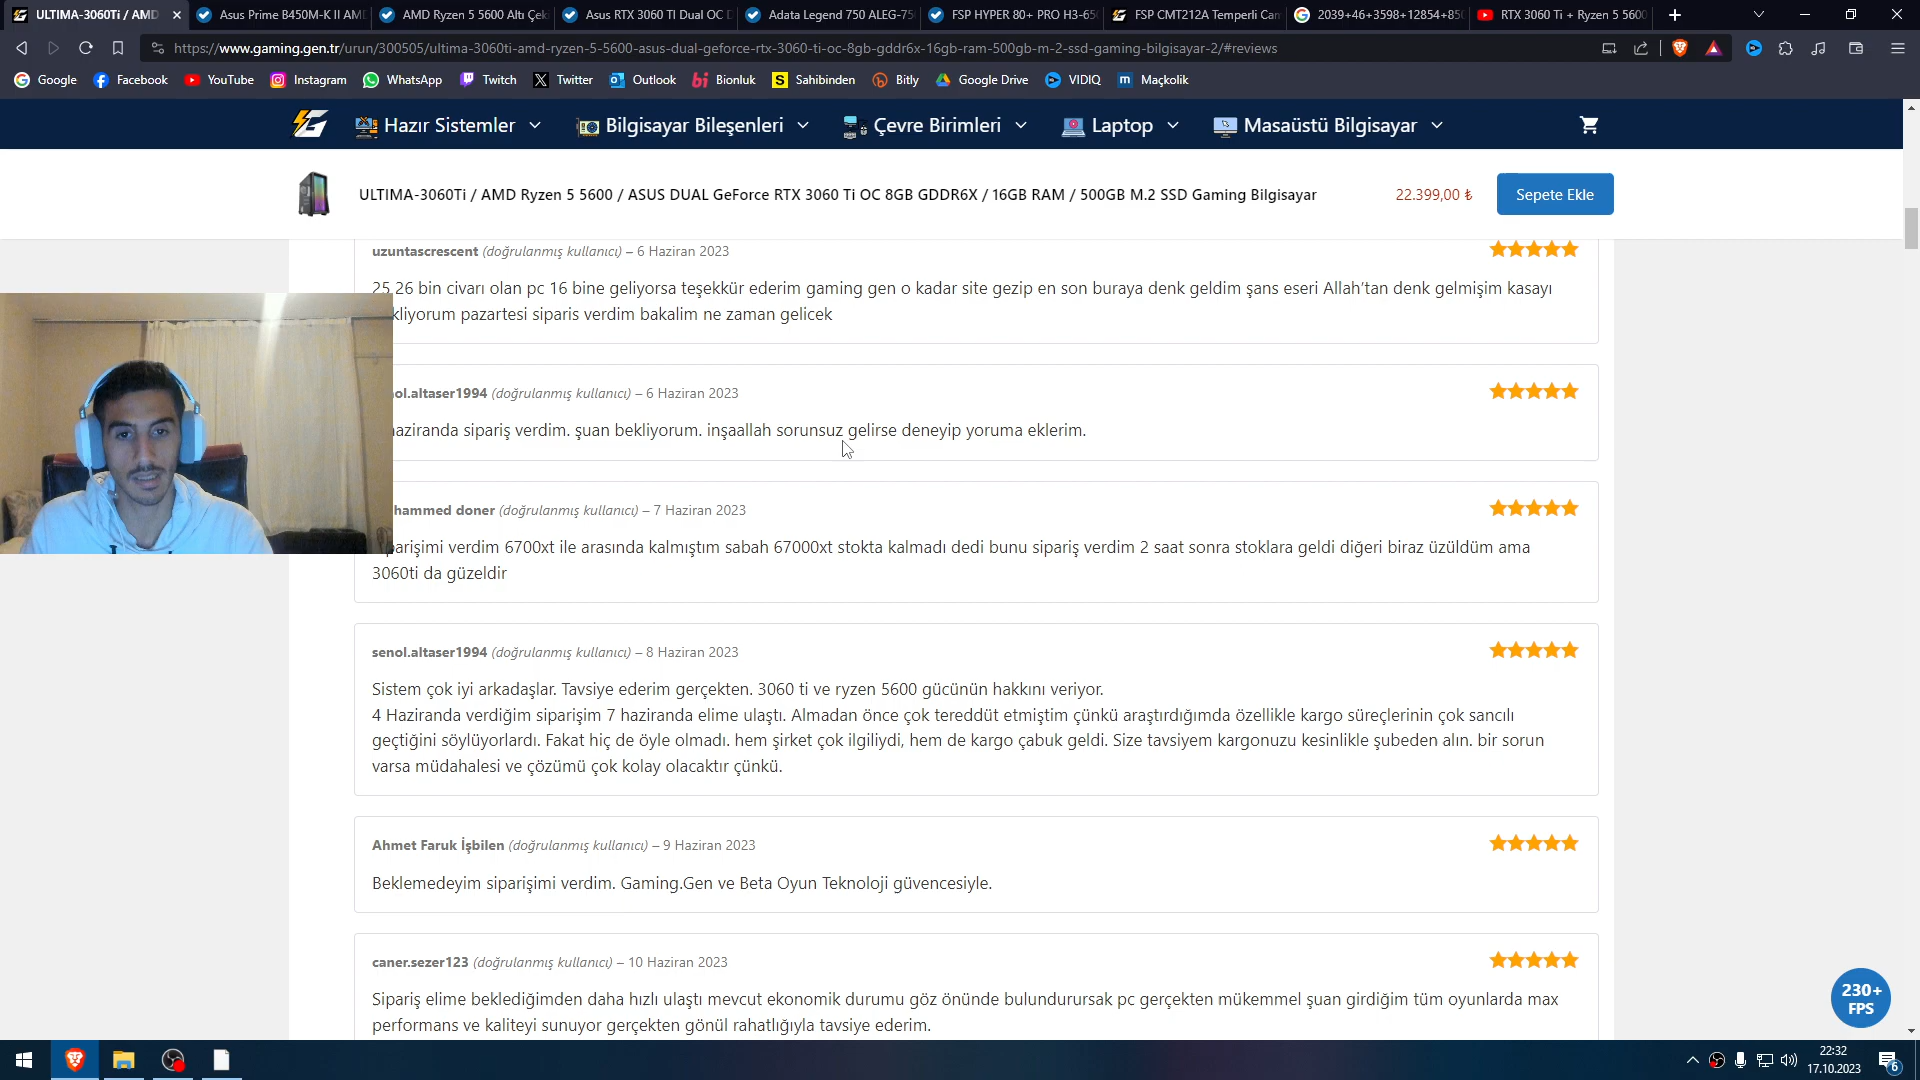 ULTIMA-3060Ti / AMD
Asus Prime B450M-K II AM
AMD Ryzen 5 5600 Altı Çek
Asus RTX 3060 TI Dual OC
Adata Legend 750 ALEG-75
FSP HYPER 80+ PRO H3-65
FSP CMT212A Temperli Cam
2039+46+3598+12854+85
RTX 3060 Ti + Ryzen 5 5600
https://www.gaming.gen.tr/urun/300505/ultima-3060ti-amd-ryzen-5-5600-asus-dual-geforce-rtx-3060-ti-oc-8gb-gddr6x-16gb-ram-500gb-m-2-ssd-gaming-bilgisayar-2/#reviews
Google
Facebook
YouTube
Instagram
WhatsApp
Twitch
Twitter
Outlook
Bionluk
Sahibinden
Bitly
Google Drive
VIDIQ
Maçkolik
Hazır Sistemler
Bilgisayar Bileşenleri
Çevre Birimleri
Laptop
Masaüstü Bilgisayar
ULTIMA-3060Ti / AMD Ryzen 5 5600 / ASUS DUAL GeForce RTX 3060 Ti OC 8GB GDDR6X / 16GB RAM / 500GB M.2 SSD Gaming Bilgisayar
22.399,00 ₺
Sepete Ekle
uzuntascrescent (doğrulanmış kullanıcı) – 6 Haziran 2023
25,26 bin civarı olan pc 16 bine geliyorsa teşekkür ederim gaming gen o kadar site gezip en son buraya denk geldim şans eseri Allah'tan denk gelmişim kasayı
kliyorum pazartesi siparis verdim bakalim ne zaman gelicek
ol.altaser1994 (doğrulanmış kullanıcı) – 6 Haziran 2023
aziranda sipariş verdim. şuan bekliyorum. inşaallah sorunsuz gelirse deneyip yoruma eklerim.
hammed doner (doğrulanmış kullanıcı) – 7 Haziran 2023
parişimi verdim 6700xt ile arasında kalmıştım sabah 67000xt stokta kalmadı dedi bunu sipariş verdim 2 saat sonra stoklara geldi diğeri biraz üzüldüm ama
3060ti da güzeldir
senol.altaser1994 (doğrulanmış kullanıcı) – 8 Haziran 2023
Sistem çok iyi arkadaşlar. Tavsiye ederim gerçekten. 3060 ti ve ryzen 5600 gücünün hakkını veriyor.
4 Haziranda verdiğim siparişim 7 haziranda elime ulaştı. Almadan önce çok tereddüt etmiştim çünkü araştırdığımda özellikle kargo süreçlerinin çok sancılı
geçtiğini söylüyorlardı. Fakat hiç de öyle olmadı. hem şirket çok ilgiliydi, hem de kargo çabuk geldi. Size tavsiyem kargonuzu kesinlikle şubeden alın. bir sorun
varsa müdahalesi ve çözümü çok kolay olacaktır çünkü.
Ahmet Faruk İşbilen (doğrulanmış kullanıcı) – 9 Haziran 2023
Beklemedeyim siparişimi verdim. Gaming.Gen ve Beta Oyun Teknoloji güvencesiyle.
caner.sezer123 (doğrulanmış kullanıcı) – 10 Haziran 2023
Sipariş elime beklediğimden daha hızlı ulaştı mevcut ekonomik durumu göz önünde bulundurursak pc gerçekten mükemmel şuan girdiğim tüm oyunlarda max
performans ve kaliteyi sunuyor gerçekten gönül rahatlığıyla tavsiye ederim.
230+
FPS
22:32
17.10.2023
6